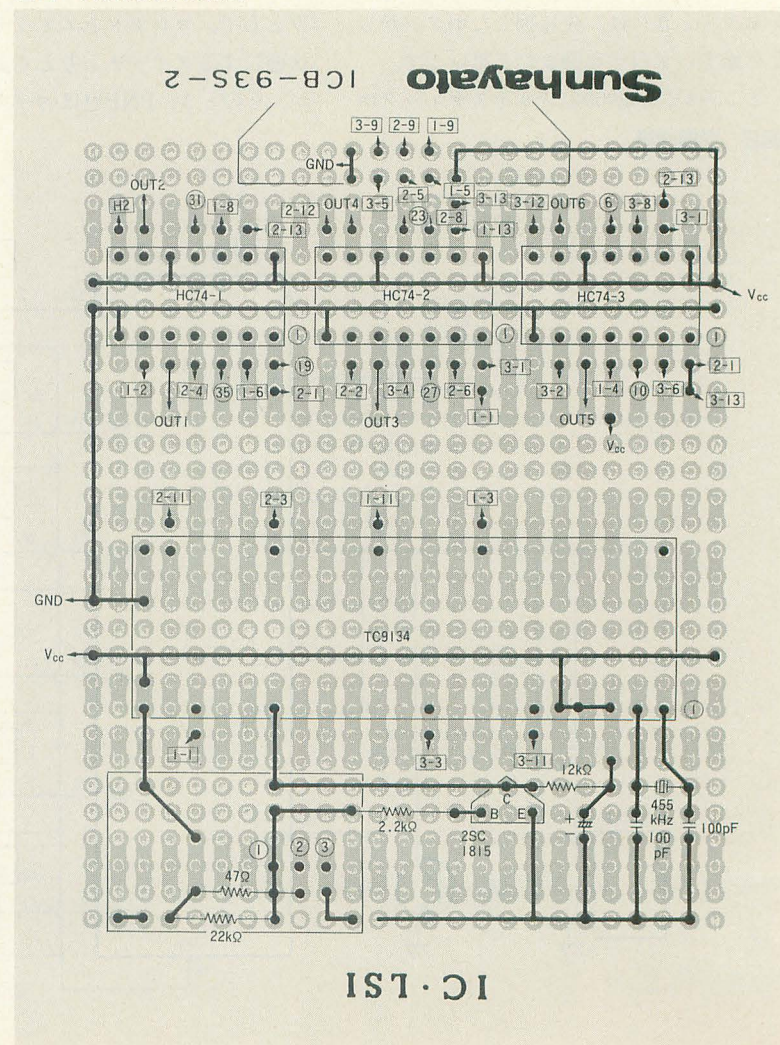 Sunhayato ICB-93S-2
3-9 2-9 1-9
GND
2-13
OUT2
2-5 1-5
H2 31 1-8 2-13 2-12 OUT4 3-5 23 2-8 3-13 1-13 3-12 OUT6 6 3-8 3-1
HC74-1 HC74-2 HC74-3
Vcc
1 1 1
19 3-1 2-1
1-2 2-4 35 1-6 2-1 2-2 3-4 27 2-6 1-1 3-2 1-4 10 3-6 3-13
OUT1 OUT3 OUT5
Vcc
2-11 2-3 1-11 1-3
GND
TC9134
Vcc
1
1-1 3-3 3-11
12kΩ
C
B E
2.2kΩ
2SC
1815
+
−
455
kHz
100
pF
100pF
1 2 3
47Ω
22kΩ
IC·LSI